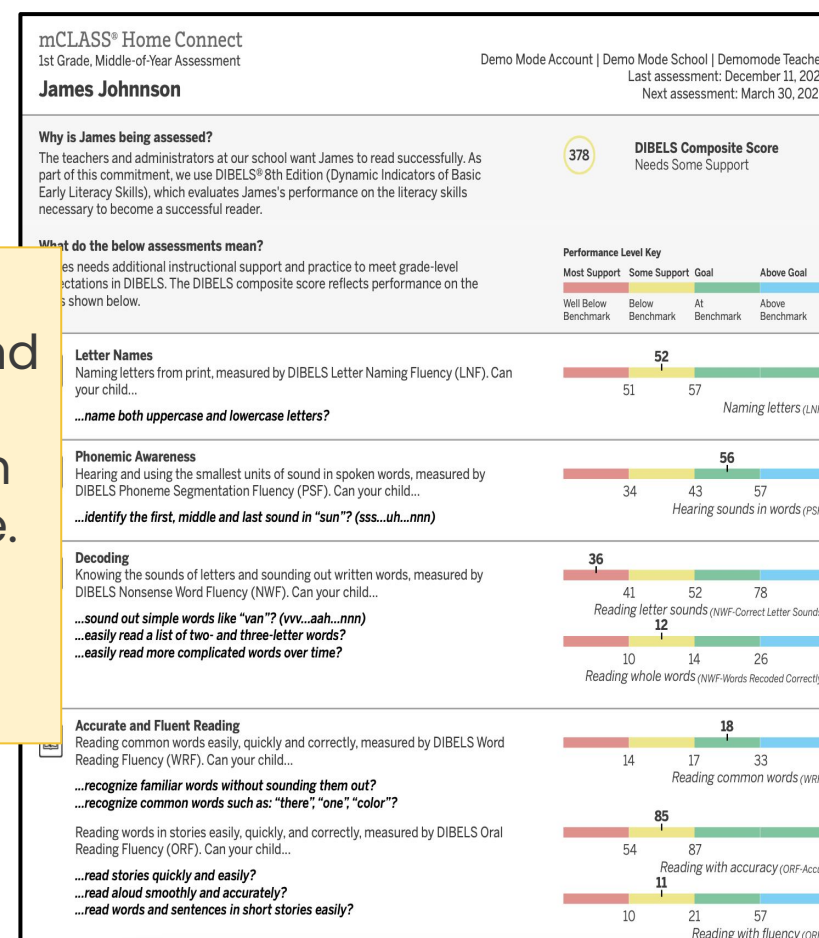 mCLASS® Home Connect
1st Grade, Middle-of-Year Assessment
James Johnnson
Demo Mode Account | Demo Mode School | Demomode Teache
Last assessment: December 11, 202
Next assessment: March 30, 202
Why is James being assessed?
The teachers and administrators at our school want James to read successfully. As
part of this commitment, we use DIBELS® 8th Edition (Dynamic Indicators of Basic
Early Literacy Skills), which evaluates James's performance on the literacy skills
necessary to become a successful reader.
378
DIBELS Composite Score
Needs Some Support
What do the below assessments mean?
es needs additional instructional support and practice to meet grade-level
ectations in DIBELS. The DIBELS composite score reflects performance on the
s shown below.
Performance Level Key
Most Support Some Support Goal Above Goal
Well Below Below At Above
Benchmark Benchmark Benchmark Benchmark
nd
n
e.
Letter Names
Naming letters from print, measured by DIBELS Letter Naming Fluency (LNF). Can
your child...
...name both uppercase and lowercase letters?
52
51 57
Naming letters (LNF
Phonemic Awareness
Hearing and using the smallest units of sound in spoken words, measured by
DIBELS Phoneme Segmentation Fluency (PSF). Can your child...
...identify the first, middle and last sound in “sun”? (sss...uh...nnn)
56
34 43 57
Hearing sounds in words (PSF
Decoding
Knowing the sounds of letters and sounding out written words, measured by
DIBELS Nonsense Word Fluency (NWF). Can your child...
...sound out simple words like “van”? (vvv...aah...nnn)
...easily read a list of two- and three-letter words?
...easily read more complicated words over time?
36
41 52 78
Reading letter sounds (NWF-Correct Letter Sounds
12
10 14 26
Reading whole words (NWF-Words Recoded Correctly
Accurate and Fluent Reading
Reading common words easily, quickly and correctly, measured by DIBELS Word
Reading Fluency (WRF). Can your child...
...recognize familiar words without sounding them out?
...recognize common words such as: “there”, “one”, “color”?
18
14 17 33
Reading common words (WRF
Reading words in stories easily, quickly, and correctly, measured by DIBELS Oral
Reading Fluency (ORF). Can your child...
...read stories quickly and easily?
...read aloud smoothly and accurately?
...read words and sentences in short stories easily?
85
54 87
Reading with accuracy (ORF-Accu
11
10 21 57
Reading with fluency (ORF